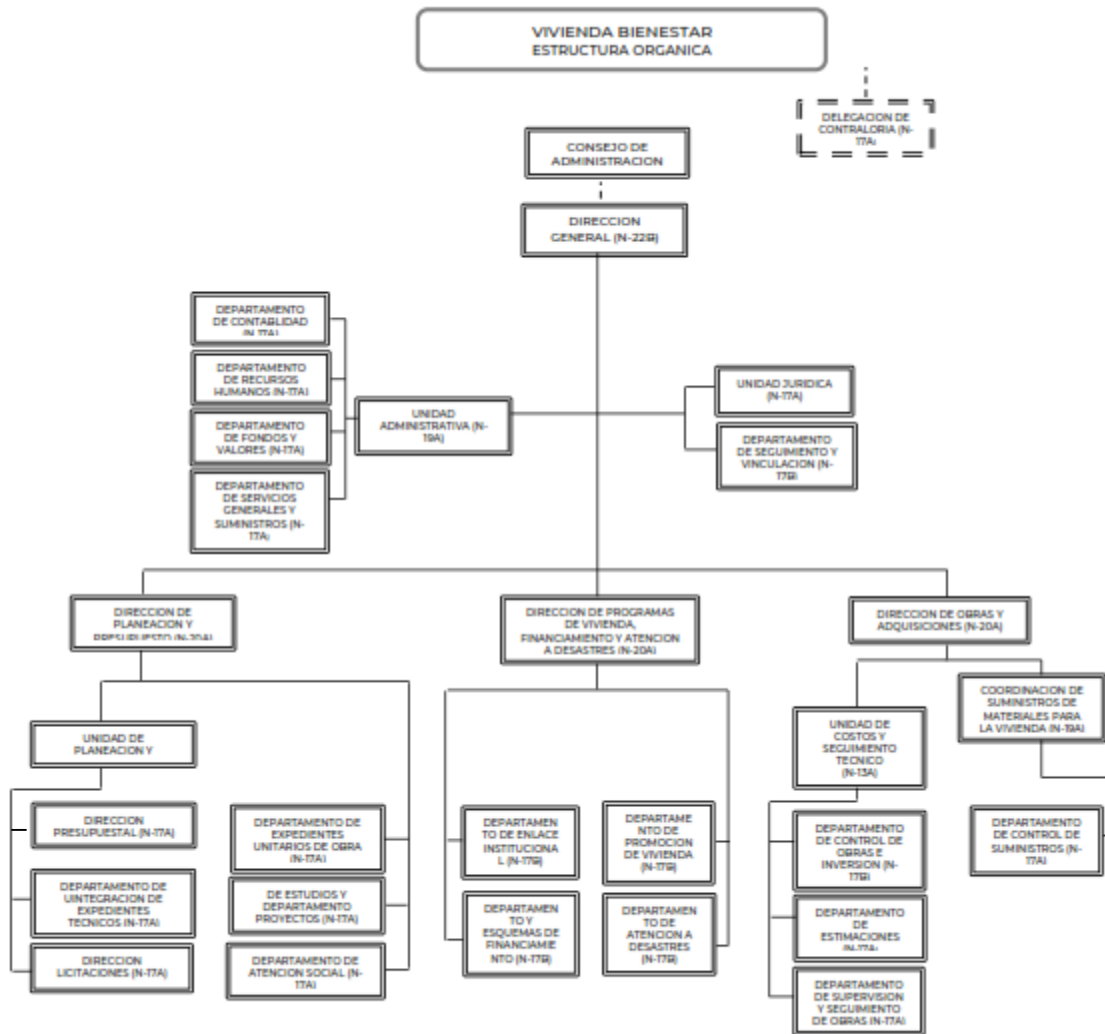 VIVIENDA BIENESTAR
ESTRUCTURA ORGANICA
DELEGACION DE
CONTRALORIA (N-
17A)
CONSEJO DE
ADMINISTRACION
DIRECCION
GENERAL (N-22B)
DEPARTAMENTO
DE CONTABLIDAD
(N-17A)
DEPARTAMENTO
DE RECURSOS
HUMANOS (N-17A)
DEPARTAMENTO
DE FONDOS Y
VALORES (N-17A)
DEPARTAMENTO
DE SERVICIOS
GENERALES Y
SUMINISTROS (N-
17A)
UNIDAD
ADMINISTRATIVA (N-
19A)
UNIDAD JURIDICA
(N-17A)
DEPARTAMENTO
DE SEGUIMIENTO Y
VINCULACION (N-
17B)
DIRECCION DE
PLANEACION Y
PRESUPUESTO (N-20A)
DIRECCION DE PROGRAMAS
DE VIVIENDA,
FINANCIAMIENTO Y ATENCION
A DESASTRES (N-20A)
DIRECCION DE OBRAS Y
ADQUISICIONES (N-20A)
UNIDAD DE
PLANEACION Y
DIRECCION
PRESUPUESTAL (N-17A)
DEPARTAMENTO DE
UINTEGRACION DE
EXPEDIENTES
TECNICOS (N-17A)
DIRECCION
LICITACIONES (N-17A)
DEPARTAMENTO DE
EXPEDIENTES
UNITARIOS DE OBRA
(N-17A)
DE ESTUDIOS Y
DEPARTAMENTO
PROYECTOS (N-17A)
DEPARTAMENTO DE
ATENCION SOCIAL (N-
17A)
DEPARTAMEN
TO DE ENLACE
INSTITUCIONA
L (N-17B)
DEPARTAME
NTO DE
PROMOCION
DE VIVIENDA
(N-17B)
DEPARTAMEN
TO Y
ESQUEMAS DE
FINANCIAMIE
NTO (N-17B)
DEPARTAMEN
TO DE
ATENCION A
DESASTRES
(N-17B)
UNIDAD DE
COSTOS Y
SEGUIMIENTO
TECNICO
(N-13A)
COORDINACION DE
SUMINISTROS DE
MATERIALES PARA
LA VIVIENDA (N-19A)
DEPARTAMENTO
DE CONTROL DE
OBRAS E
INVERSION (N-
17B)
DEPARTAMENTO
DE
ESTIMACIONES
(N-17A)
DEPARTAMENTO
DE SUPERVISION
Y SEGUIMIENTO
DE OBRAS (N-17A)
DEPARTAMENTO
DE CONTROL DE
SUMINISTROS (N-
17A)